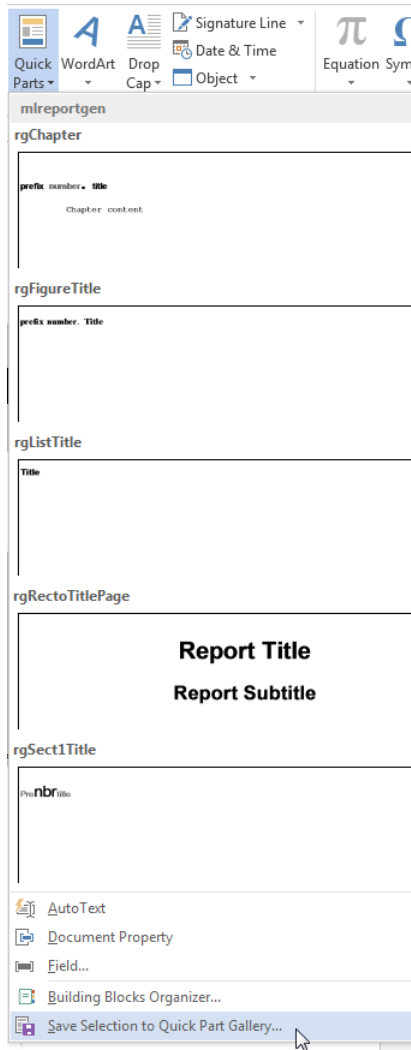 Signature Line
Date & Time
Object
Quick Parts
WordArt
Drop Cap
π
Equation
Sym
mlreportgen
rgChapter
prefix number. title
Chapter content
rgFigureTitle
prefix number. Title
rgListTitle
Title
rgRectoTitlePage
Report Title
Report Subtitle
rgSect1Title
Prenbrtitle
AutoText
Document Property
Field...
Building Blocks Organizer...
Save Selection to Quick Part Gallery...